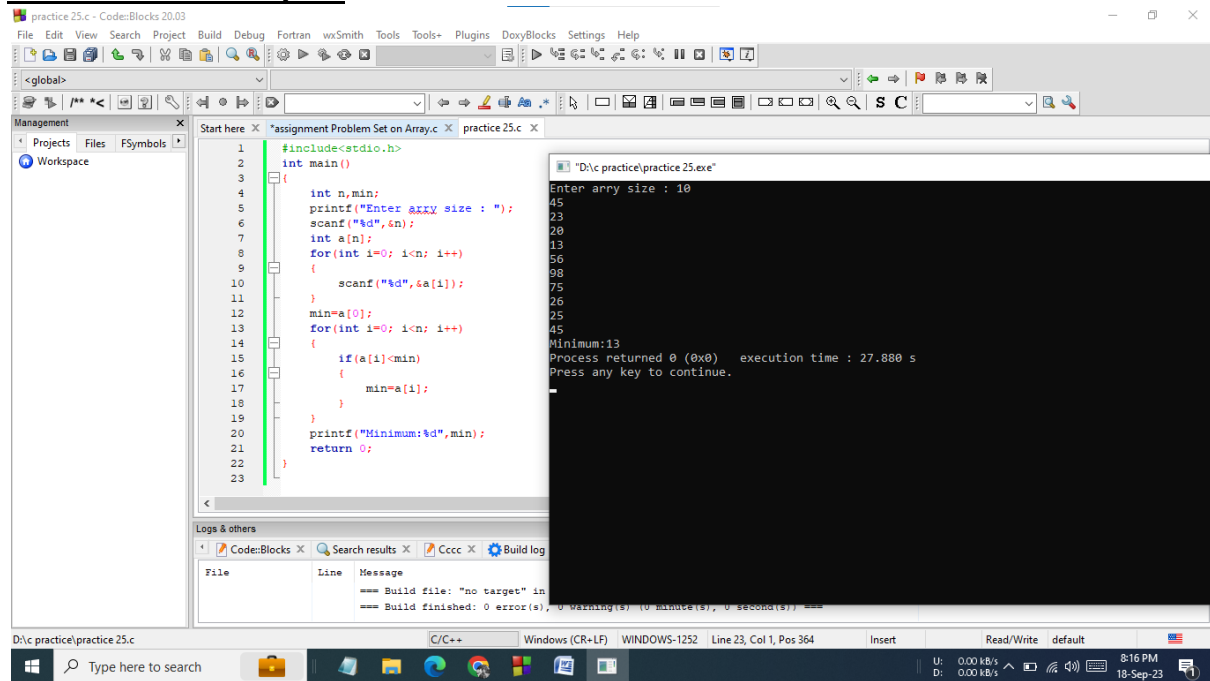 practice 25.c - Code::Blocks 20.03
File Edit View Search Project Build Debug Fortran wxSmith Tools Tools+ Plugins DoxyBlocks Settings Help
<global>
/** *<
S C
Management
Projects Files FSymbols
Workspace
Start here *assignment Problem Set on Array.c practice 25.c
1 #include<stdio.h>
2 int main()
3 {
4 int n,min;
5 printf("Enter arry size : ");
6 scanf("%d",&n);
7 int a[n];
8 for(int i=0; i<n; i++)
9 {
10 scanf("%d",&a[i]);
11 }
12 min=a[0];
13 for(int i=0; i<n; i++)
14 {
15 if(a[i]<min)
16 {
17 min=a[i];
18 }
19 }
20 printf("Minimum:%d",min);
21 return 0;
22 }
23
"D:\c practice\practice 25.exe"
Enter arry size : 10
45
23
20
13
56
98
75
26
25
45
Minimum:13
Process returned 0 (0x0) execution time : 27.880 s
Press any key to continue.
Logs & others
Code::Blocks Search results Cccc Build log
File Line Message
=== Build file: "no target" in
=== Build finished: 0 error(s), 0 warning(s) (0 minute(s), 0 second(s)) ===
D:\c practice\practice 25.c C/C++ Windows (CR+LF) WINDOWS-1252 Line 23, Col 1, Pos 364 Insert Read/Write default
Type here to search
U: 0.00 kB/s
D: 0.00 kB/s
8:16 PM
18-Sep-23
1